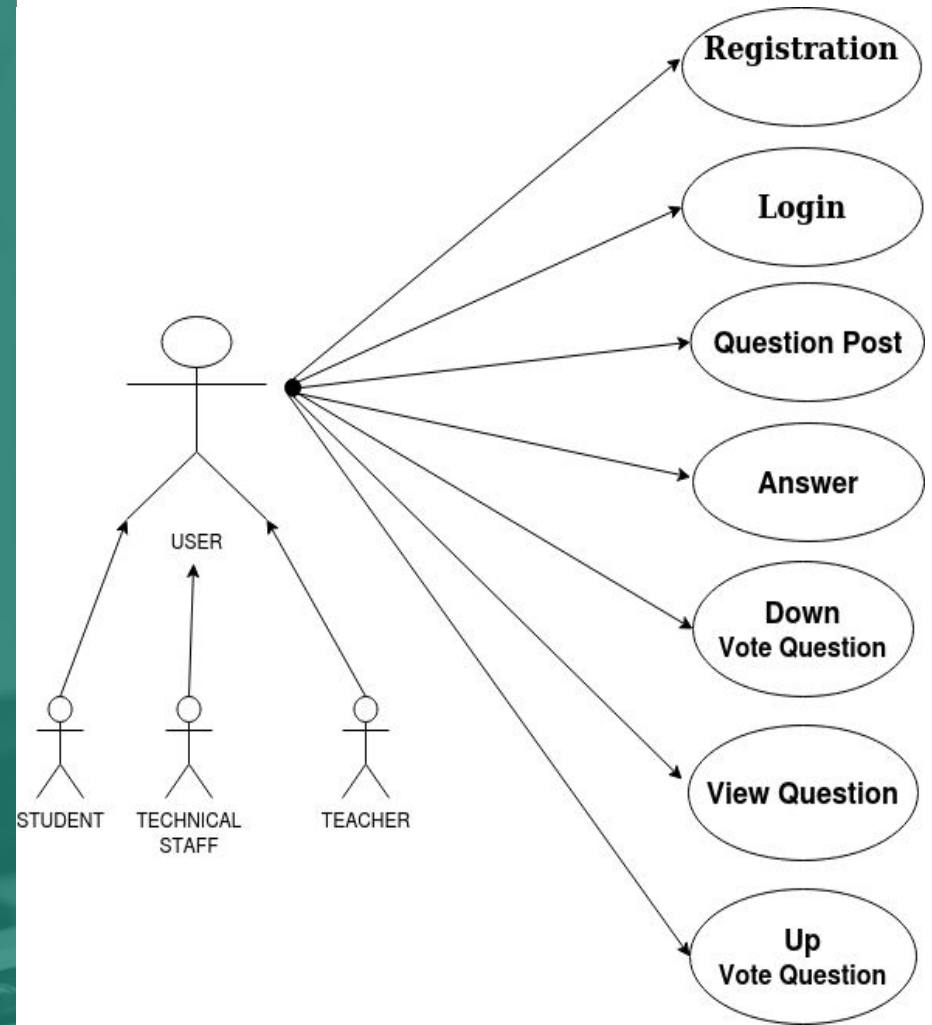 Registration
Login
Question Post
Answer
Down
Vote Question
View Question
Up
Vote Question
USER
STUDENT
TECHNICAL
STAFF
TEACHER